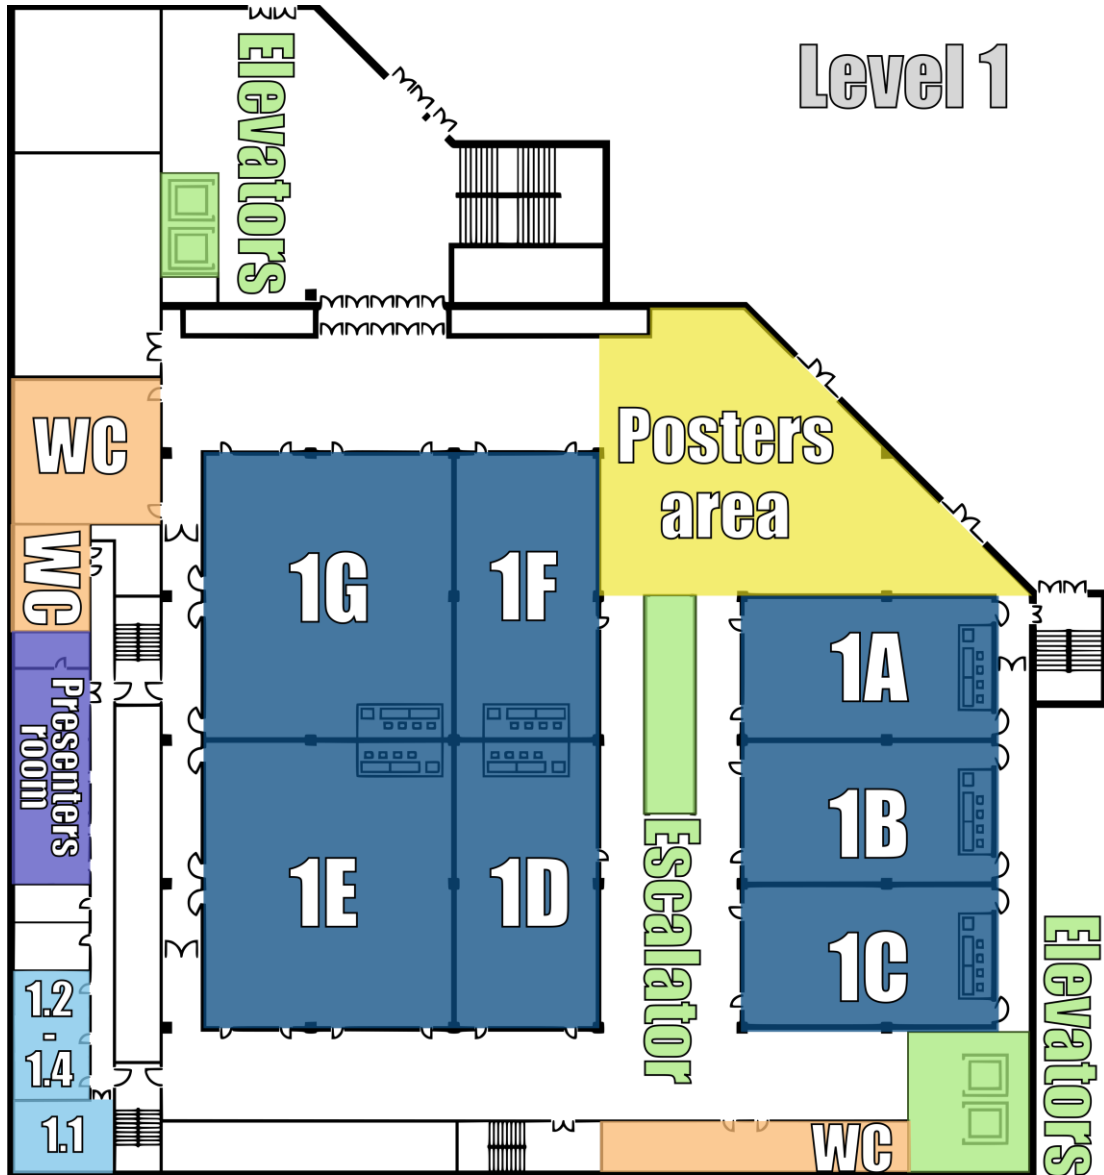 Level 1
Elevators
WC
Posters
area
WC
1G
1F
1A
Presenters
room
1B
1E
1D
Escalator
1C
Elevators
1.2
-
1.4
1.1
WC